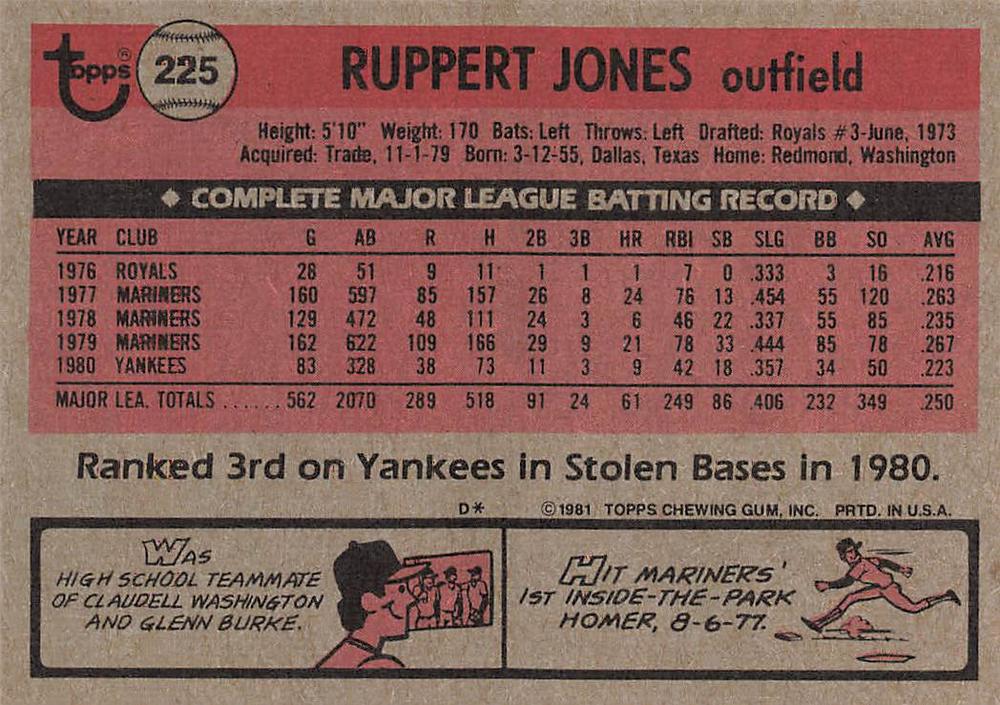 Topps® 225 RUPPERT JONES outfield
Height: 5'10" Weight: 170 Bats: Left Throws: Left Drafted: Royals #3-June, 1973
Acquired: Trade, 11-1-79 Born: 3-12-55, Dallas, Texas Home: Redmond, Washington
◆ COMPLETE MAJOR LEAGUE BATTING RECORD ◆
YEAR CLUB G AB R H 2B 3B HR RBI SB SLG BB SO AVG
1976 ROYALS 28 51 9 11 1 1 1 7 0 .333 3 16 .216
1977 MARINERS 160 597 85 157 26 8 24 76 13 .454 55 120 .263
1978 MARINERS 129 472 48 111 24 3 6 46 22 .337 55 85 .235
1979 MARINERS 162 622 109 166 29 9 21 78 33 .444 85 78 .267
1980 YANKEES 83 328 38 73 11 3 9 42 18 .357 34 50 .223
MAJOR LEA. TOTALS ...... 562 2070 289 518 91 24 61 249 86 .406 232 349 .250
Ranked 3rd on Yankees in Stolen Bases in 1980.
D* ©1981 TOPPS CHEWING GUM, INC. PRTD. IN U.S.A.
WAS
HIGH SCHOOL TEAMMATE
OF CLAUDELL WASHINGTON
AND GLENN BURKE.
HIT MARINERS'
1ST INSIDE-THE-PARK
HOMER, 8-6-77.